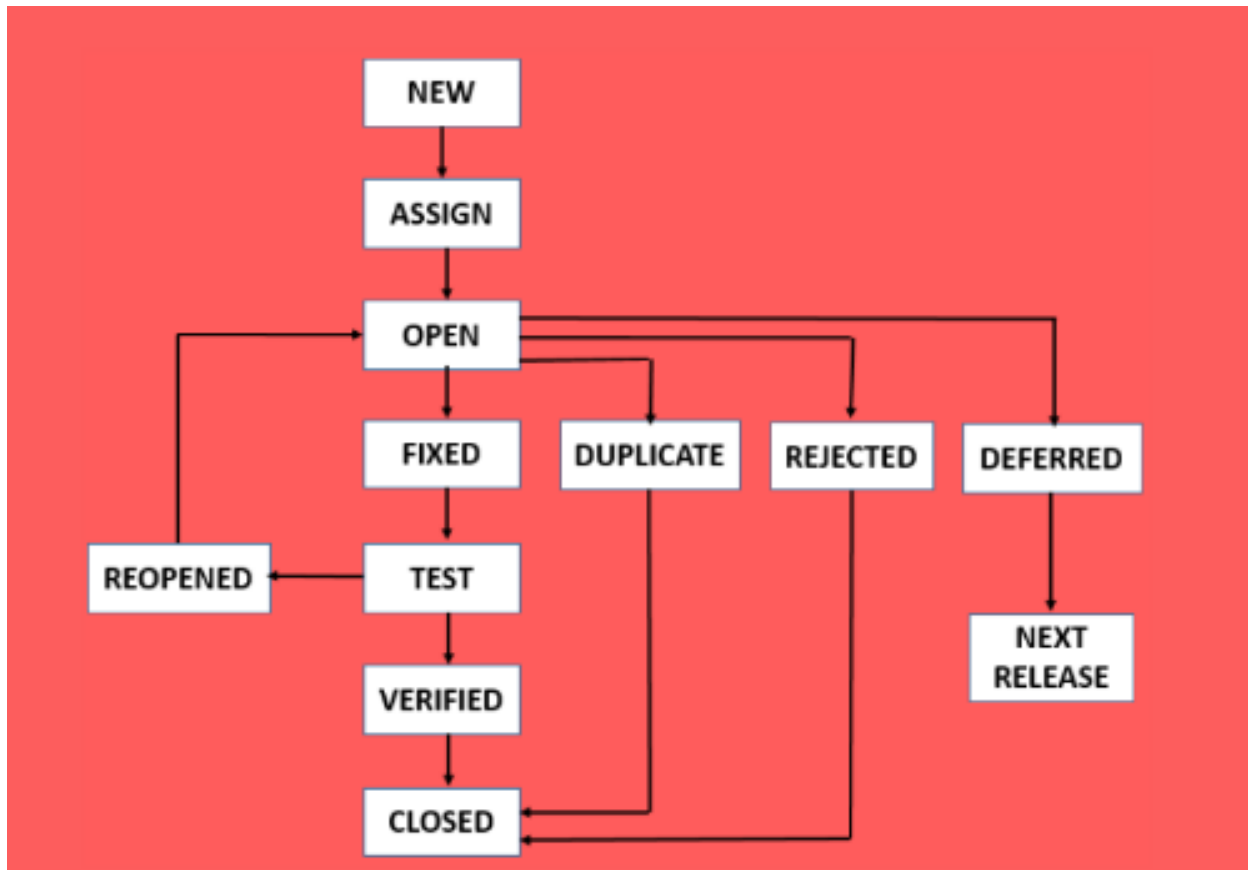 NEW
ASSIGN
OPEN
FIXED
DUPLICATE
REJECTED
DEFERRED
REOPENED
TEST
NEXT
RELEASE
VERIFIED
CLOSED